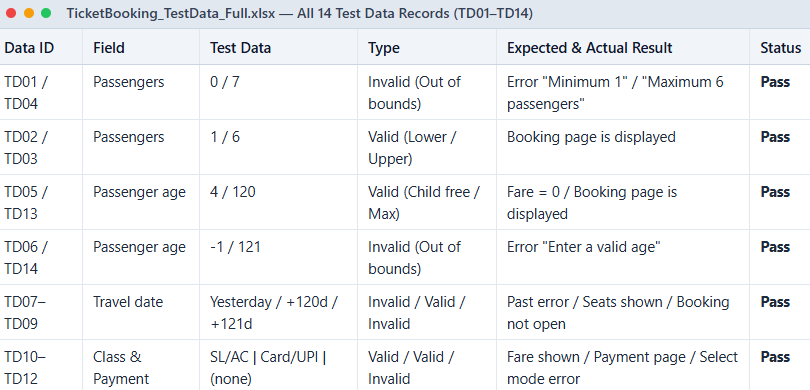 TicketBooking_TestData_Full.xlsx — All 14 Test Data Records (TD01–TD14)
Data ID Field Test Data Type Expected & Actual Result Status
TD01 / Passengers 0 / 7 Invalid (Out of Error "Minimum 1" / "Maximum 6 Pass
TD04 bounds) passengers"
TD02 / Passengers 1 / 6 Valid (Lower / Booking page is displayed Pass
TD03 Upper)
TD05 / Passenger age 4 / 120 Valid (Child free / Fare = 0 / Booking page is Pass
TD13 Max) displayed
TD06 / Passenger age -1 / 121 Invalid (Out of Error "Enter a valid age" Pass
TD14 bounds)
TD07– Travel date Yesterday / +120d / Invalid / Valid / Past error / Seats shown / Booking Pass
TD09 +121d Invalid not open
TD10– Class & SL/AC | Card/UPI | Valid / Valid / Fare shown / Payment page / Select Pass
TD12 Payment (none) Invalid mode error